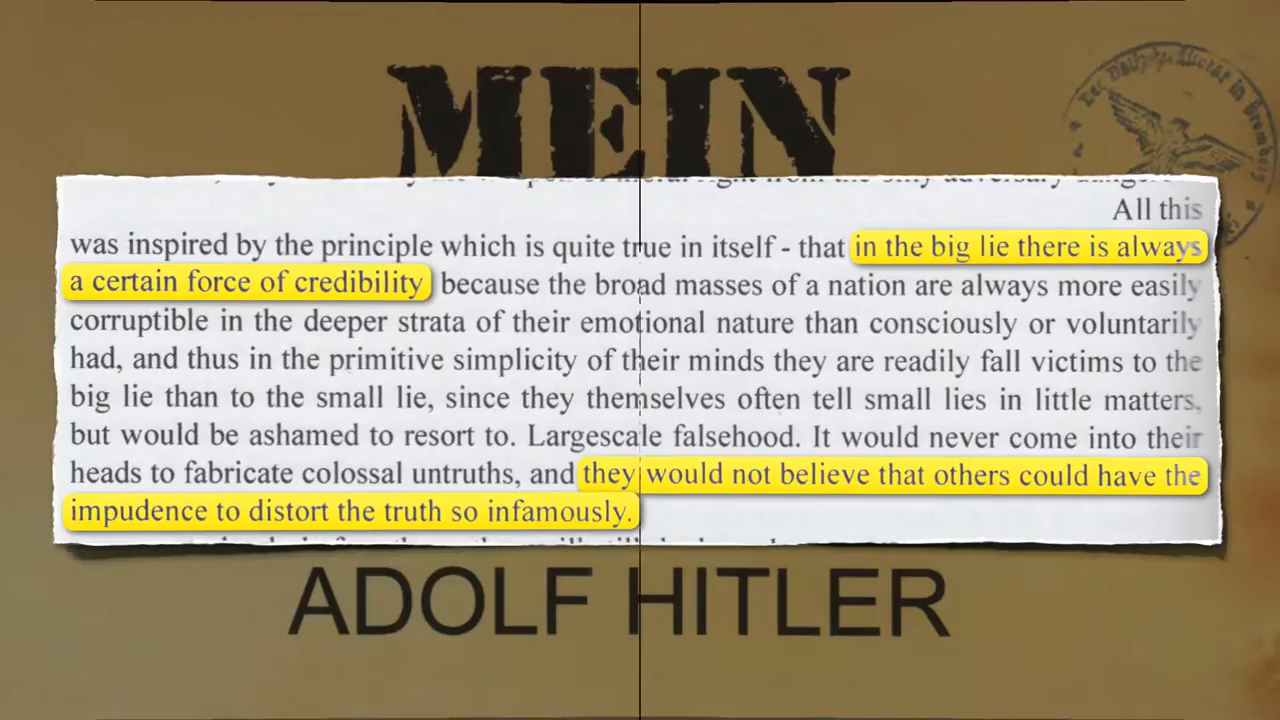 MEIN
All this
was inspired by the principle which is quite true in itself - that in the big lie there is always
a certain force of credibility because the broad masses of a nation are always more easily
corruptible in the deeper strata of their emotional nature than consciously or voluntarily
had, and thus in the primitive simplicity of their minds they are readily fall victims to the
big lie than to the small lie, since they themselves often tell small lies in little matters,
but would be ashamed to resort to. Largescale falsehood. It would never come into their
heads to fabricate colossal untruths, and they would not believe that others could have the
impudence to distort the truth so infamously.
ADOLF HITLER